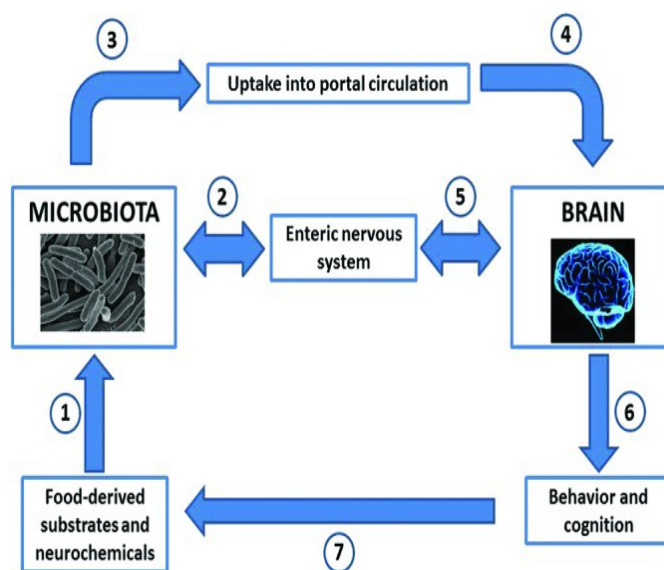 3
4
Uptake into portal circulation
MICROBIOTA
2
5
BRAIN
Enteric nervous
system
1
6
Food-derived
substrates and
neurochemicals
Behavior and
cognition
7